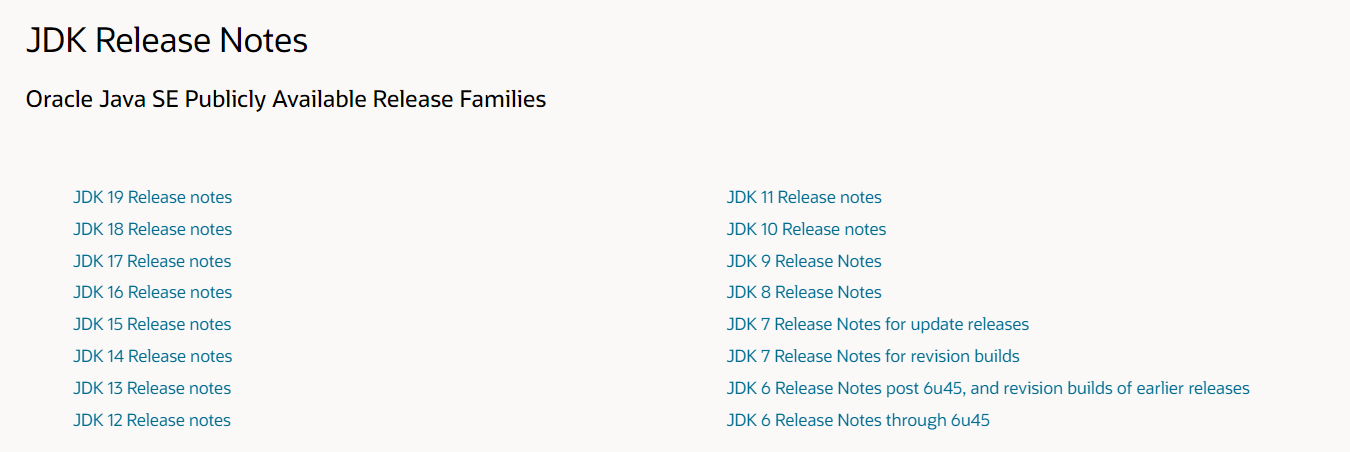 JDK Release Notes
Oracle Java SE Publicly Available Release Families
JDK 19 Release notes
JDK 18 Release notes
JDK 17 Release notes
JDK 16 Release notes
JDK 15 Release notes
JDK 14 Release notes
JDK 13 Release notes
JDK 12 Release notes
JDK 11 Release notes
JDK 10 Release notes
JDK 9 Release Notes
JDK 8 Release Notes
JDK 7 Release Notes for update releases
JDK 7 Release Notes for revision builds
JDK 6 Release Notes post 6u45, and revision builds of earlier releases
JDK 6 Release Notes through 6u45